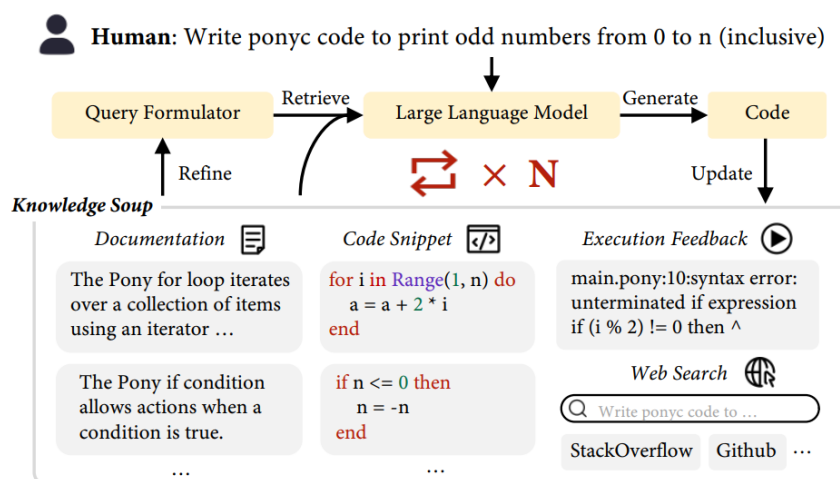 Human: Write ponyc code to print odd numbers from 0 to n (inclusive)
Query Formulator
Retrieve
Large Language Model
Generate
Code
Refine
× N
Update
Knowledge Soup
Documentation
The Pony for loop iterates
over a collection of items
using an iterator …
The Pony if condition
allows actions when a
condition is true.
…
Code Snippet
</>
for i in Range(1, n) do
a = a + 2 * i
end
if n <= 0 then
n = -n
end
…
Execution Feedback
main.pony:10:syntax error:
unterminated if expression
if (i % 2) != 0 then ^
Web Search
Write ponyc code to …
StackOverflow
Github
…